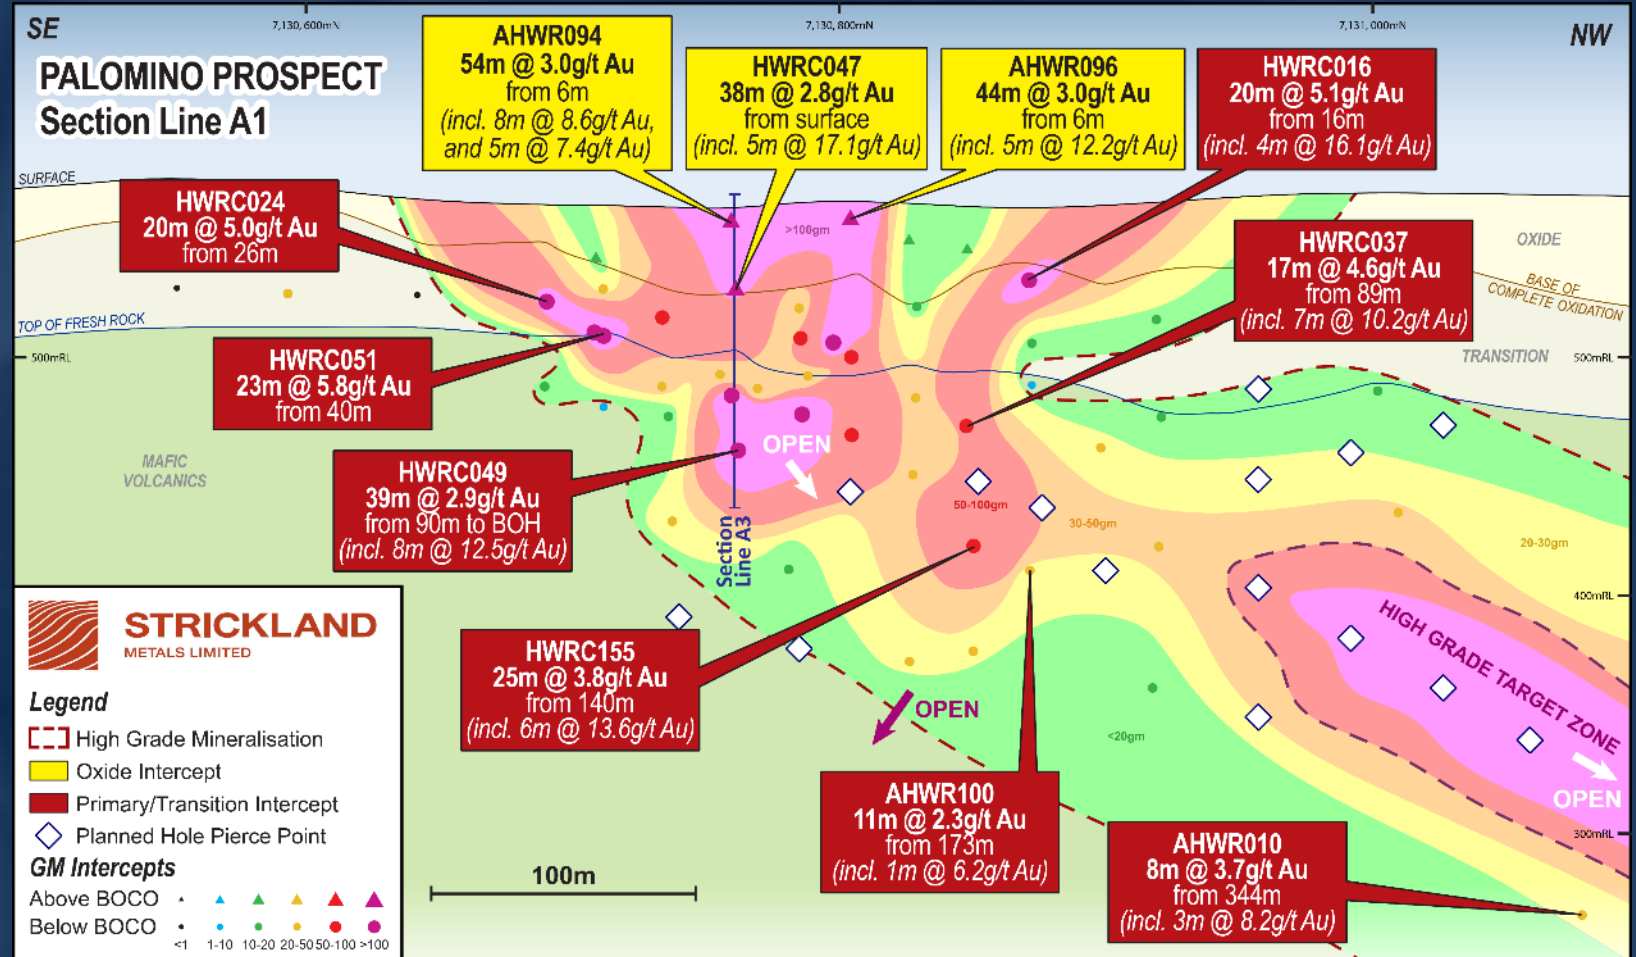 SE
7,130,600mN
7,130,800mN
7,131,000mN
NW
PALOMINO PROSPECT
Section Line A1
AHWR094
54m @ 3.0g/t Au
from 6m
(incl. 8m @ 8.6g/t Au,
and 5m @ 7.4g/t Au)
HWRC047
38m @ 2.8g/t Au
from surface
(incl. 5m @ 17.1g/t Au)
AHWR096
44m @ 3.0g/t Au
from 6m
(incl. 5m @ 12.2g/t Au)
HWRC016
20m @ 5.1g/t Au
from 16m
(incl. 4m @ 16.1g/t Au)
SURFACE
HWRC024
20m @ 5.0g/t Au
from 26m
>100gm
HWRC037
17m @ 4.6g/t Au
from 89m
(incl. 7m @ 10.2g/t Au)
OXIDE
BASE OF
COMPLETE OXIDATION
TOP OF FRESH ROCK
500mRL
HWRC051
23m @ 5.8g/t Au
from 40m
TRANSITION
500mRL
MAFIC
VOLCANICS
OPEN
HWRC049
39m @ 2.9g/t Au
from 90m to BOH
(incl. 8m @ 12.5g/t Au)
Section
Line A3
50-100gm
30-50gm
20-30gm
400mRL
HIGH GRADE TARGET ZONE
OPEN
STRICKLAND
METALS LIMITED
HWRC155
25m @ 3.8g/t Au
from 140m
(incl. 6m @ 13.6g/t Au)
OPEN
<20gm
AHWR100
11m @ 2.3g/t Au
from 173m
(incl. 1m @ 6.2g/t Au)
300mRL
AHWR010
8m @ 3.7g/t Au
from 344m
(incl. 3m @ 8.2g/t Au)
100m
Legend
High Grade Mineralisation
Oxide Intercept
Primary/Transition Intercept
Planned Hole Pierce Point
GM Intercepts
Above BOCO
Below BOCO
<1 1-10 10-20 20-50 50-100 >100